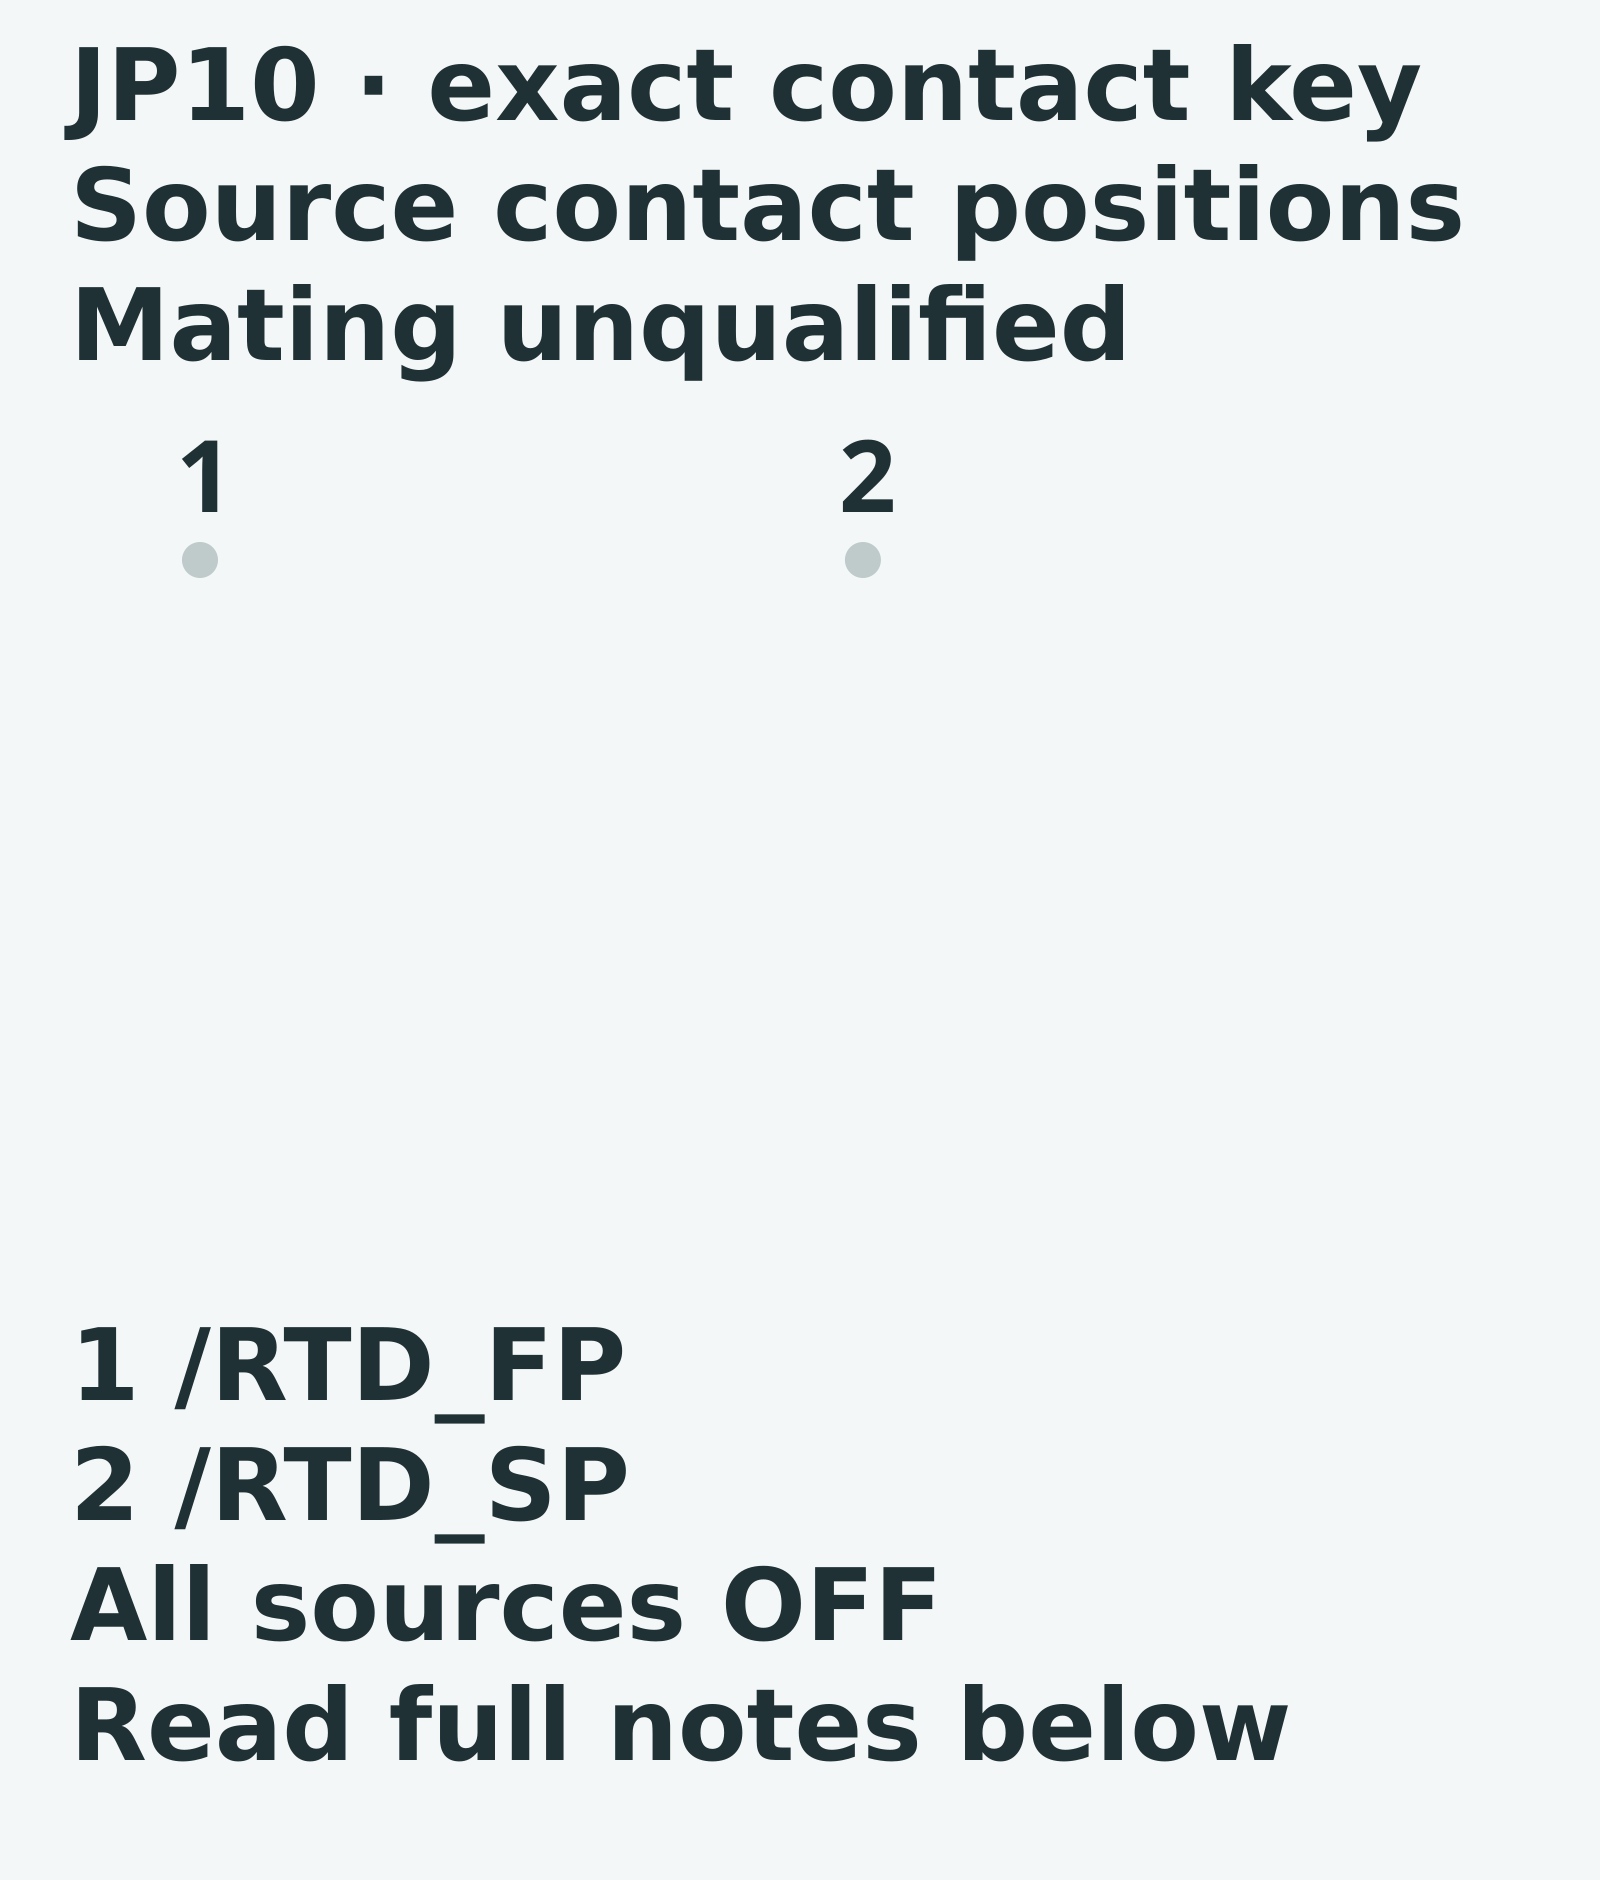 JP10 · exact contact key
Source contact positions
Mating unqualified
1 2
1 /RTD_FP
2 /RTD_SP
All sources OFF
Read full notes below